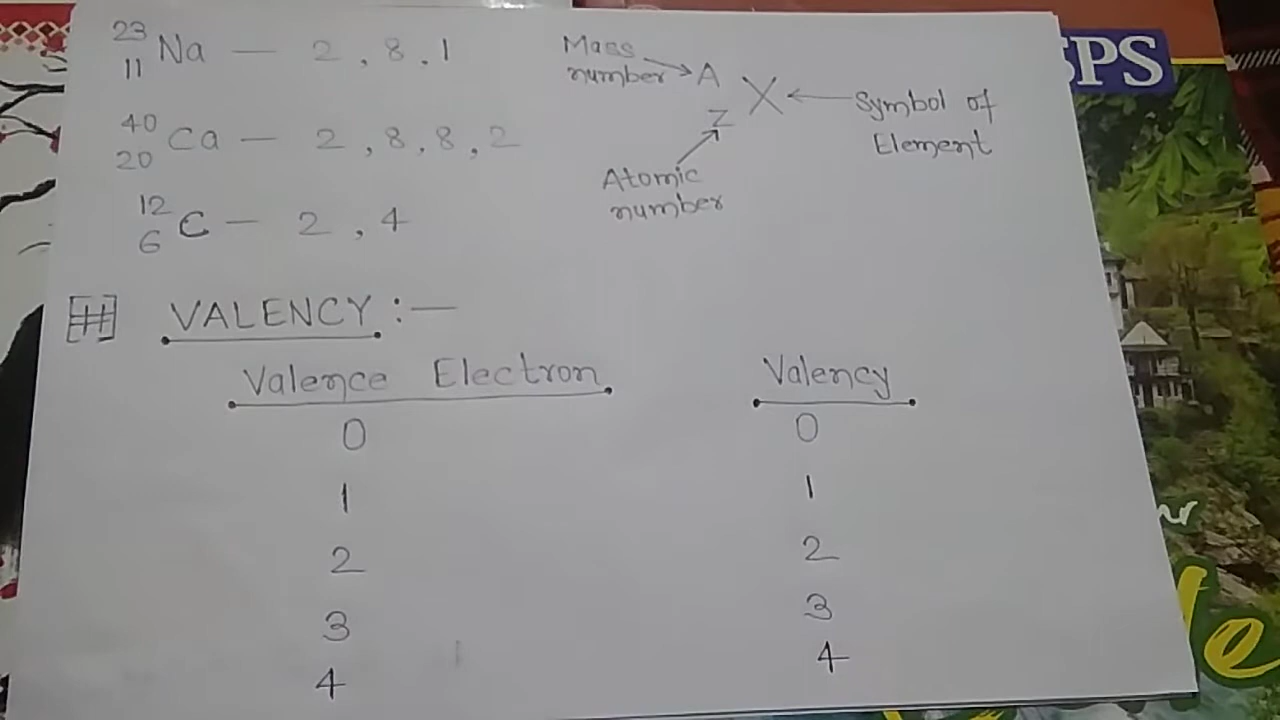 23
11 Na — 2, 8, 1
40
20 Ca — 2, 8, 8, 2
12
6 C — 2, 4
Mass
number → A
Z X ← Symbol of
Element
Atomic
number
# VALENCY :—
Valence Electron Valency
0 0
1 1
2 2
3 3
4 4
SPS